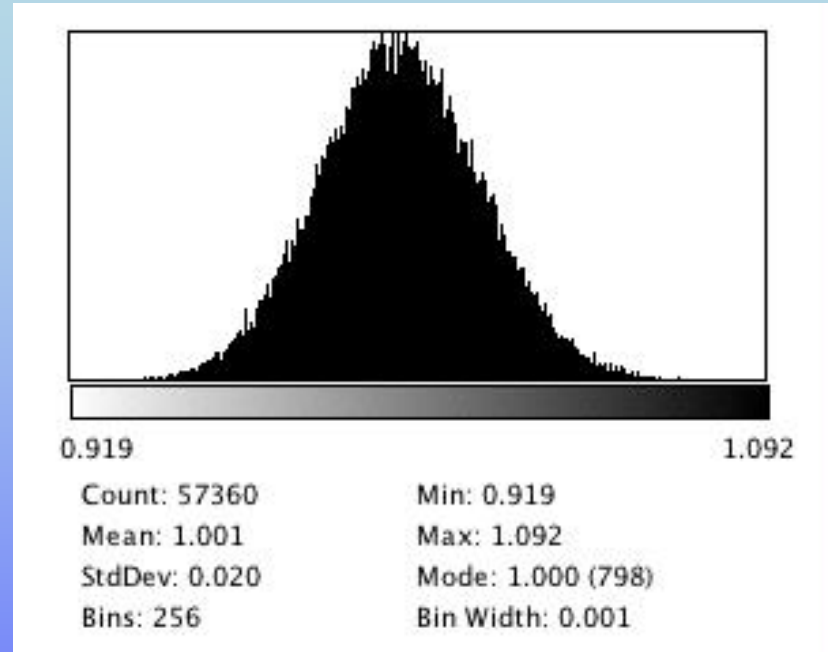 0.919 1.092
Count: 57360 Min: 0.919
Mean: 1.001 Max: 1.092
StdDev: 0.020 Mode: 1.000 (798)
Bins: 256 Bin Width: 0.001